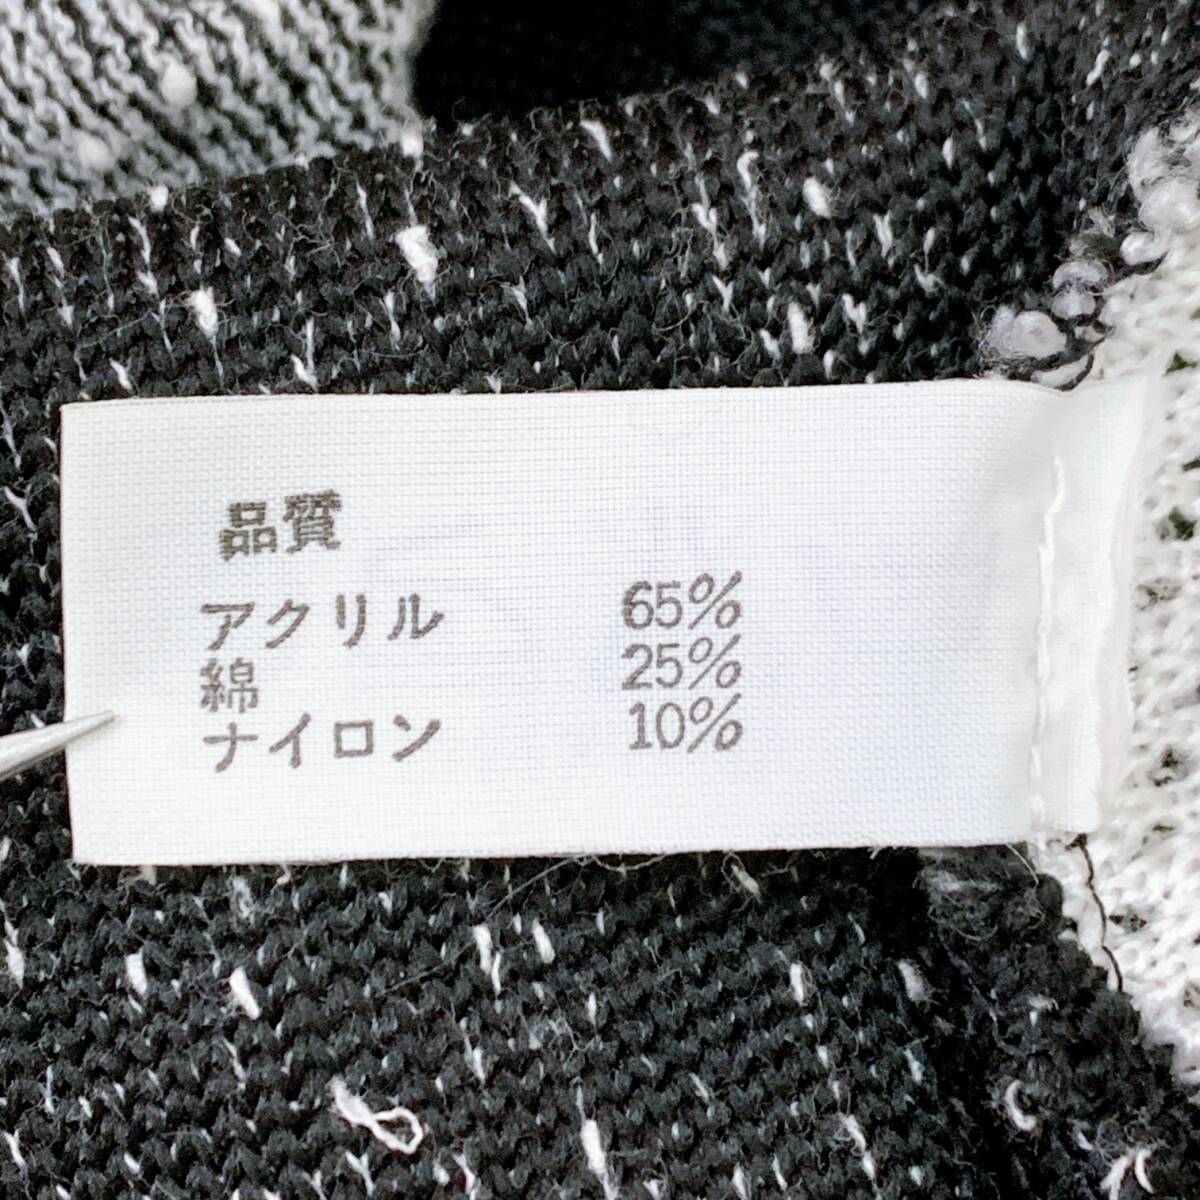 品質
アクリル 65%
綿 25%
ナイロン 10%